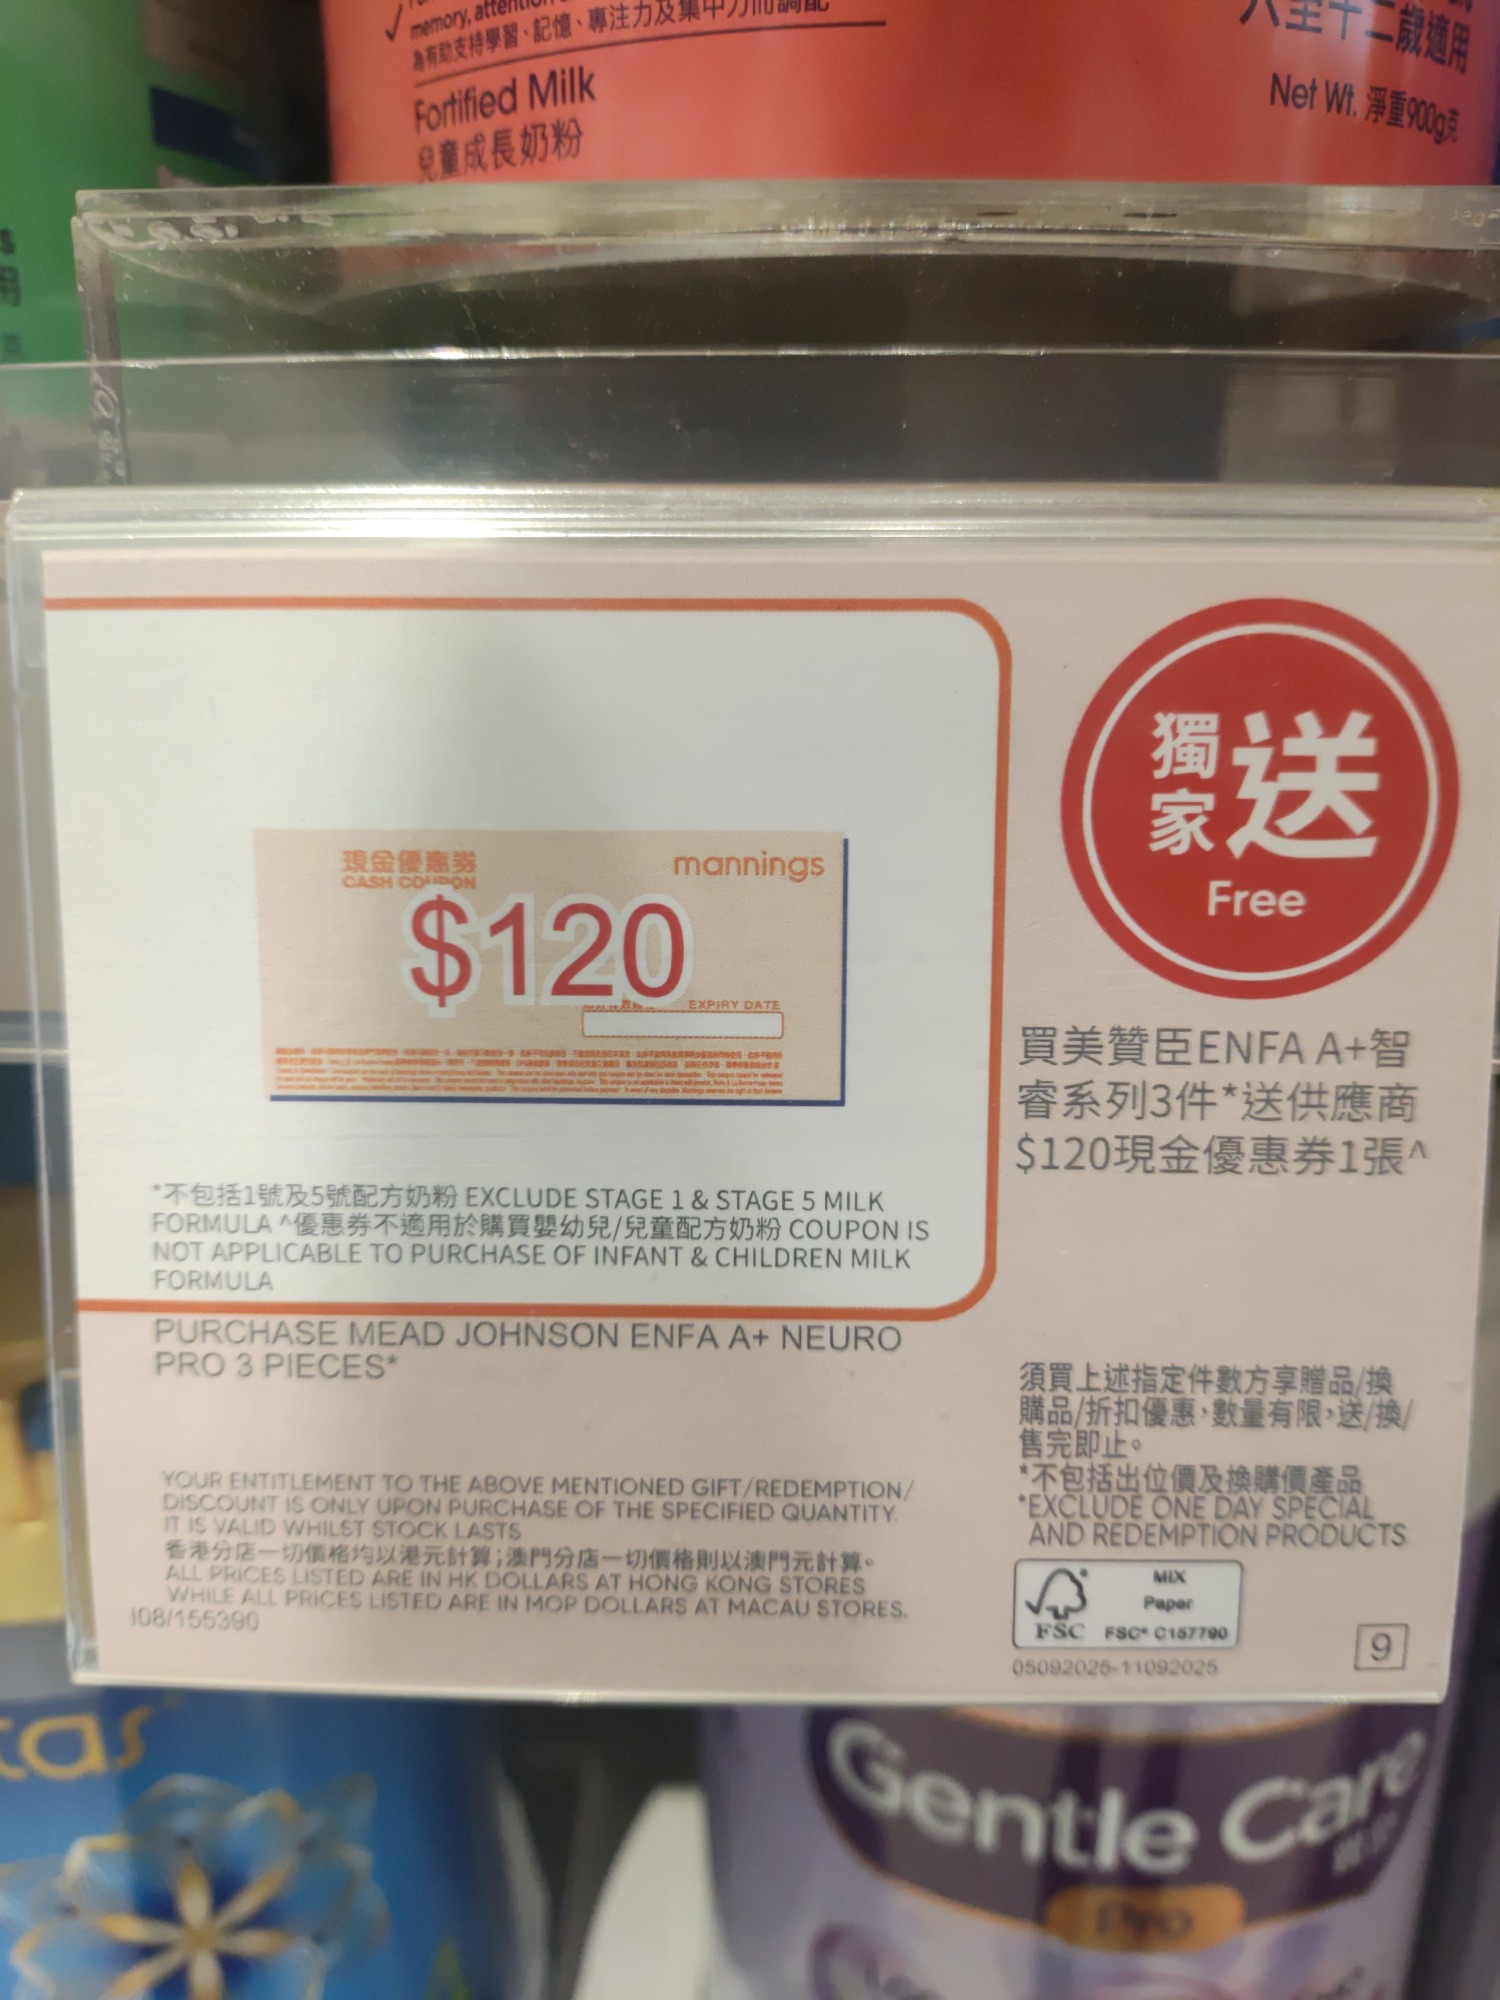 memory, attention
為有助支持學習、記憶、專注力及集中力而調配
Fortified Milk
兒童成長奶粉
六至十二歲適用
Net Wt. 淨重900g克
用
獨家送
Free
現金優惠券
CASH COUPON
mannings
$120
EXPIRY DATE
買美贊臣ENFA A+智
睿系列3件*送供應商
$120現金優惠券1張^
*不包括1號及5號配方奶粉 EXCLUDE STAGE 1 & STAGE 5 MILK
FORMULA ^優惠券不適用於購買嬰幼兒/兒童配方奶粉 COUPON IS
NOT APPLICABLE TO PURCHASE OF INFANT & CHILDREN MILK
FORMULA
PURCHASE MEAD JOHNSON ENFA A+ NEURO
PRO 3 PIECES*
須買上述指定件數方享贈品/換
購品/折扣優惠，數量有限，送/換/
售完即止。
*不包括出位價及換購價產品
*EXCLUDE ONE DAY SPECIAL
AND REDEMPTION PRODUCTS
YOUR ENTITLEMENT TO THE ABOVE MENTIONED GIFT/REDEMPTION/
DISCOUNT IS ONLY UPON PURCHASE OF THE SPECIFIED QUANTITY.
IT IS VALID WHILST STOCK LASTS
香港分店一切價格均以港元計算；澳門分店一切價格則以澳門元計算。
ALL PRICES LISTED ARE IN HK DOLLARS AT HONG KONG STORES
WHILE ALL PRICES LISTED ARE IN MOP DOLLARS AT MACAU STORES.
I08/155390
MIX
Paper
FSC
FSC® C157790
05092025-11092025
9
tas
Gentle Care
Pro